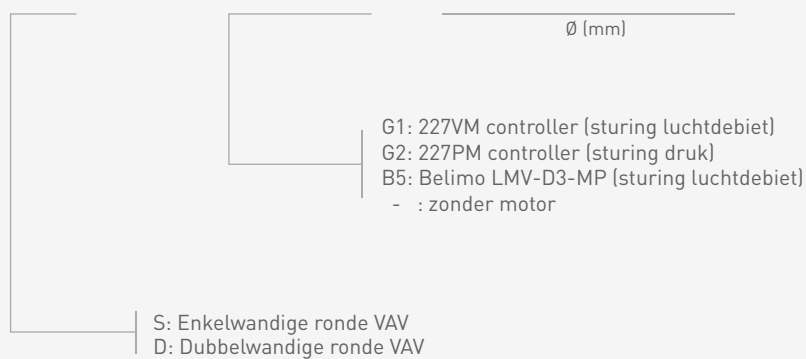 Ø (mm)
G1: 227VM controller (sturing luchtdebiet)
G2: 227PM controller (sturing druk)
B5: Belimo LMV-D3-MP (sturing luchtdebiet)
- : zonder motor
S: Enkelwandige ronde VAV
D: Dubbelwandige ronde VAV